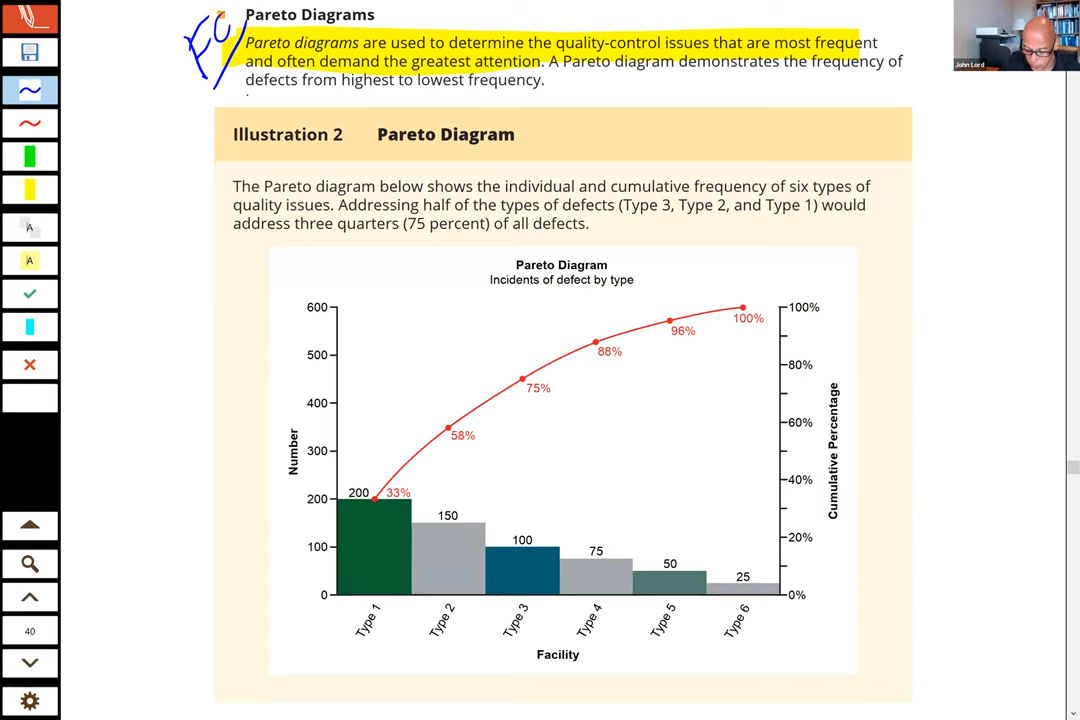 FC
Pareto Diagrams
Pareto diagrams are used to determine the quality-control issues that are most frequent
and often demand the greatest attention. A Pareto diagram demonstrates the frequency of
defects from highest to lowest frequency.
John Lord
Illustration 2 Pareto Diagram
The Pareto diagram below shows the individual and cumulative frequency of six types of
quality issues. Addressing half of the types of defects (Type 3, Type 2, and Type 1) would
address three quarters (75 percent) of all defects.
Pareto Diagram
Incidents of defect by type
600
500
400
300
200
100
0
Number
200
150
100
75
50
25
33%
58%
75%
88%
96%
100%
100%
80%
60%
40%
20%
0%
Cumulative Percentage
Type 1
Type 2
Type 3
Type 4
Type 5
Type 6
Facility
A
A
40